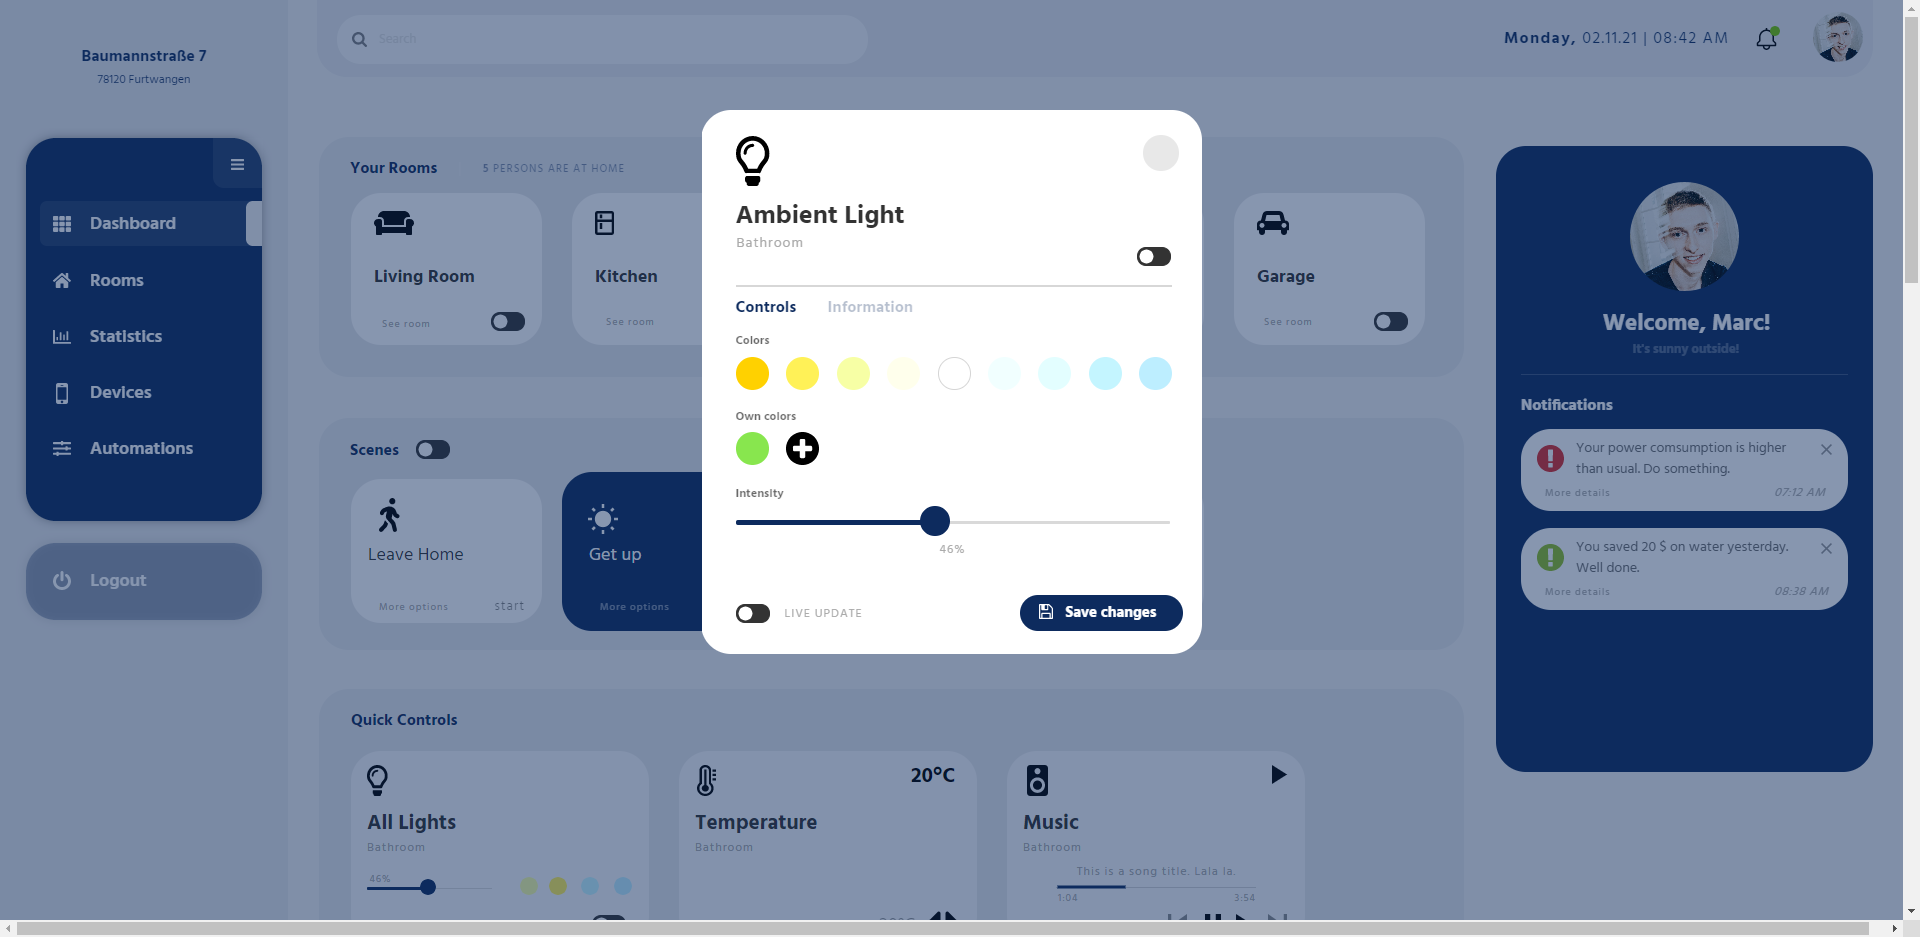 Baumannstraße 7
78120 Furtwangen
Dashboard
Rooms
Statistics
Devices
Automations
Logout
Search
Monday, 02.11.21 | 08:42 AM
Your Rooms
5 PERSONS ARE AT HOME
Living Room
See room
Kitchen
See room
Garage
See room
Scenes
Leave Home
More options
start
Get up
More options
Ambient Light
Bathroom
Controls
Information
Colors
Own colors
Intensity
46%
LIVE UPDATE
Save changes
Quick Controls
All Lights
Bathroom
46%
20°C
Temperature
Bathroom
20°C
Music
Bathroom
This is a song title. Lala la.
1:04
3:54
Welcome, Marc!
It's sunny outside!
Notifications
Your power comsumption is higher
than usual. Do something.
More details
07:12 AM
You saved 20 $ on water yesterday.
Well done.
More details
08:38 AM